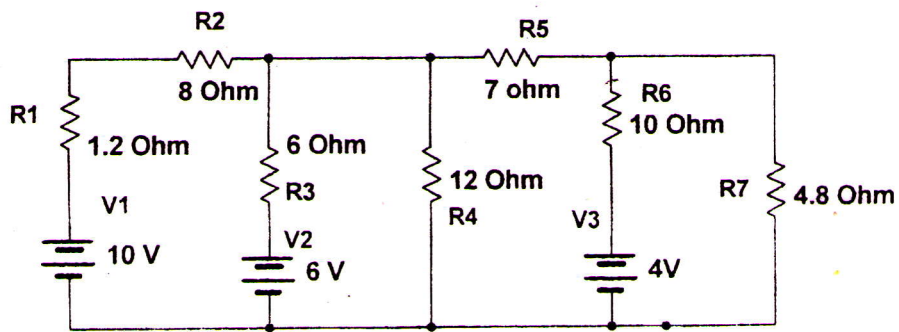 R2
8 Ohm
R5
7 ohm
R1
1.2 Ohm
6 Ohm
R3
12 Ohm
R4
R6
10 Ohm
R7
4.8 Ohm
V1
10 V
V2
6 V
V3
4V